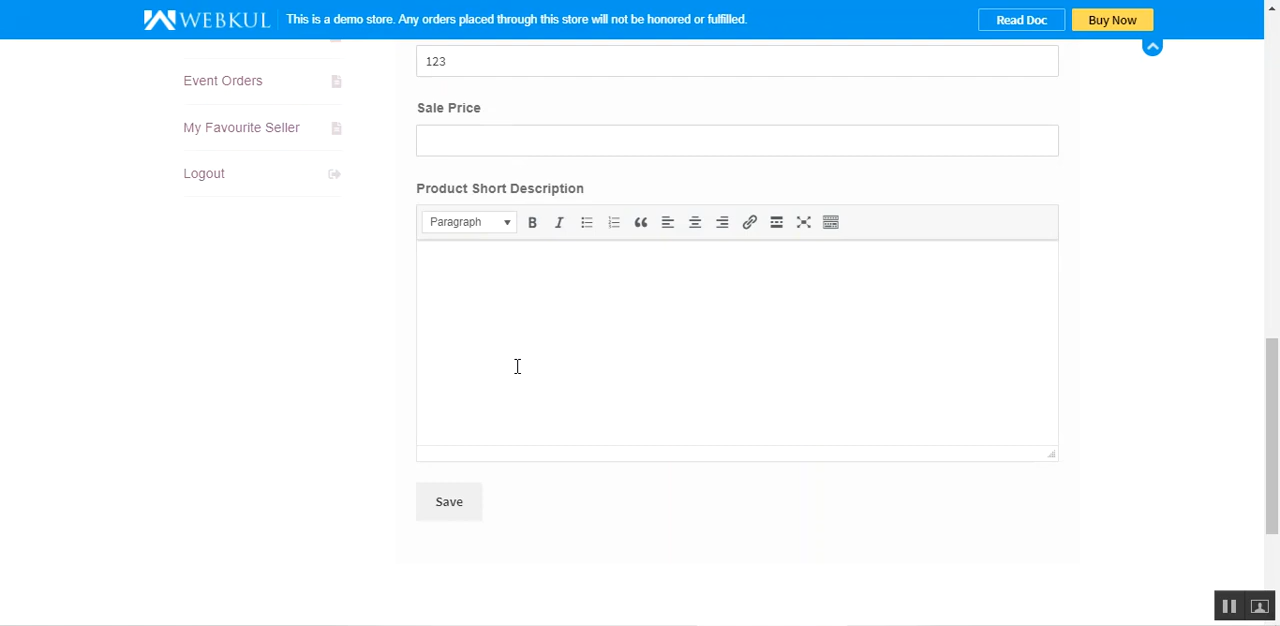 WEBKUL
This is a demo store. Any orders placed through this store will not be honored or fulfilled.
Read Doc
Buy Now
Event Orders
My Favourite Seller
Logout
123
Sale Price
Product Short Description
Paragraph
Save